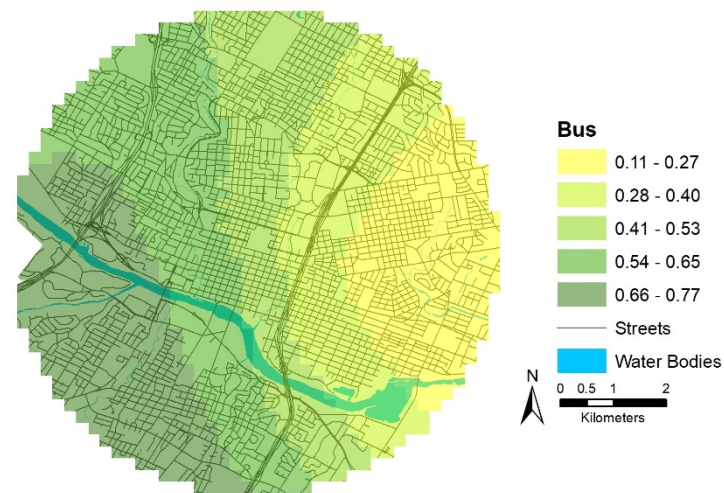 Bus
0.11 - 0.27
0.28 - 0.40
0.41 - 0.53
0.54 - 0.65
0.66 - 0.77
Streets
Water Bodies
N
0 0.5 1 2
Kilometers